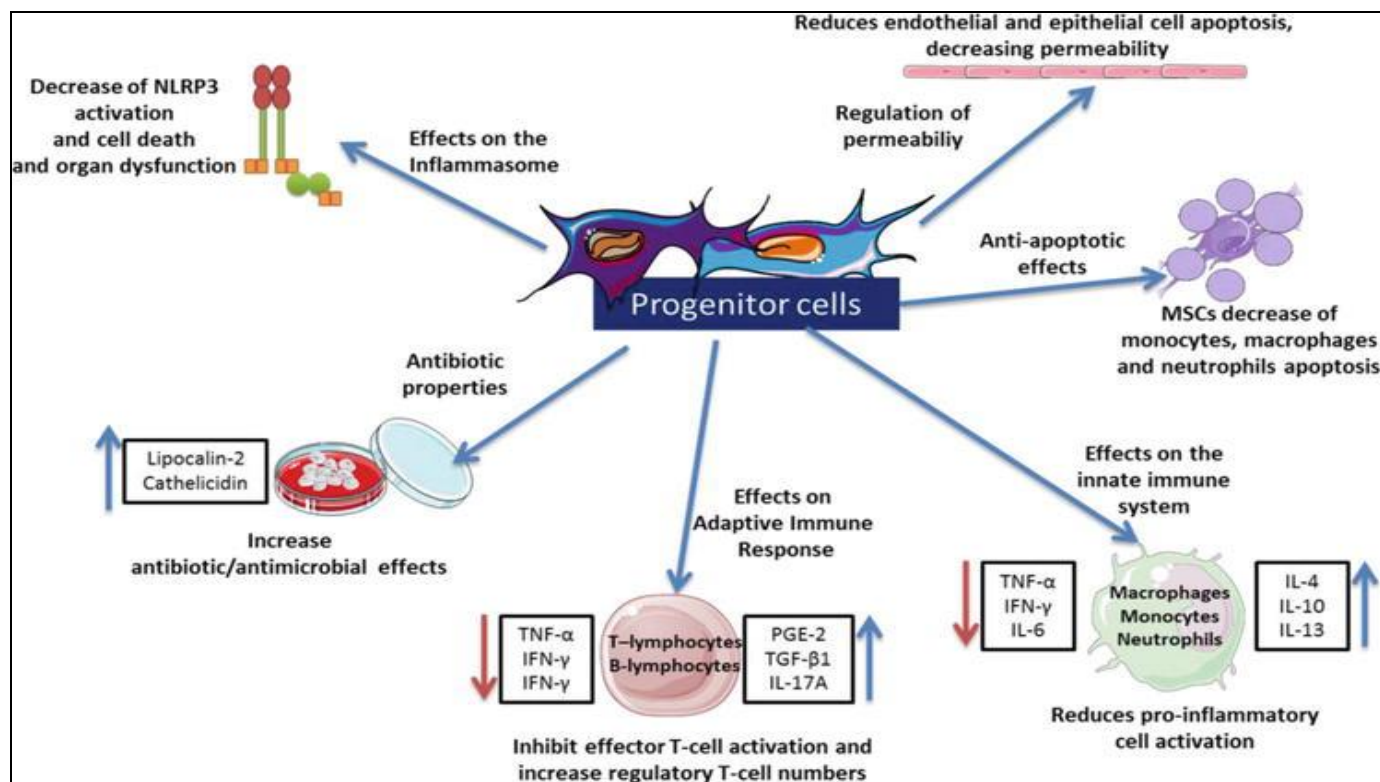 Reduces endothelial and epithelial cell apoptosis,
decreasing permeability
Decrease of NLRP3
activation
and cell death
and organ dysfunction
Effects on the
Inflammasome
Regulation of
permeabiliy
Anti-apoptotic
effects
MSCs decrease of
monocytes, macrophages
and neutrophils apoptosis
Progenitor cells
Antibiotic
properties
Lipocalin-2
Cathelicidin
Increase
antibiotic/antimicrobial effects
Effects on
Adaptive Immune
Response
TNF-α
IFN-γ
IFN-γ
T–lymphocytes
B-lymphocytes
PGE-2
TGF-β1
IL-17A
Inhibit effector T-cell activation and
increase regulatory T-cell numbers
Effects on the
innate immune
system
TNF-α
IFN-γ
IL-6
Macrophages
Monocytes
Neutrophils
IL-4
IL-10
IL-13
Reduces pro-inflammatory
cell activation